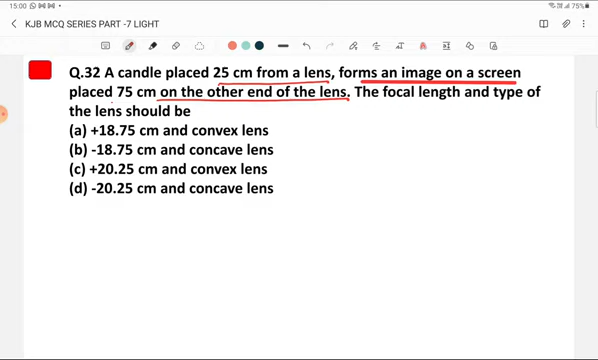 15:00
75%
KJB MCQ SERIES PART -7 LIGHT
Q.32 A candle placed 25 cm from a lens, forms an image on a screen
placed 75 cm on the other end of the lens. The focal length and type of
the lens should be
(a) +18.75 cm and convex lens
(b) -18.75 cm and concave lens
(c) +20.25 cm and convex lens
(d) -20.25 cm and concave lens